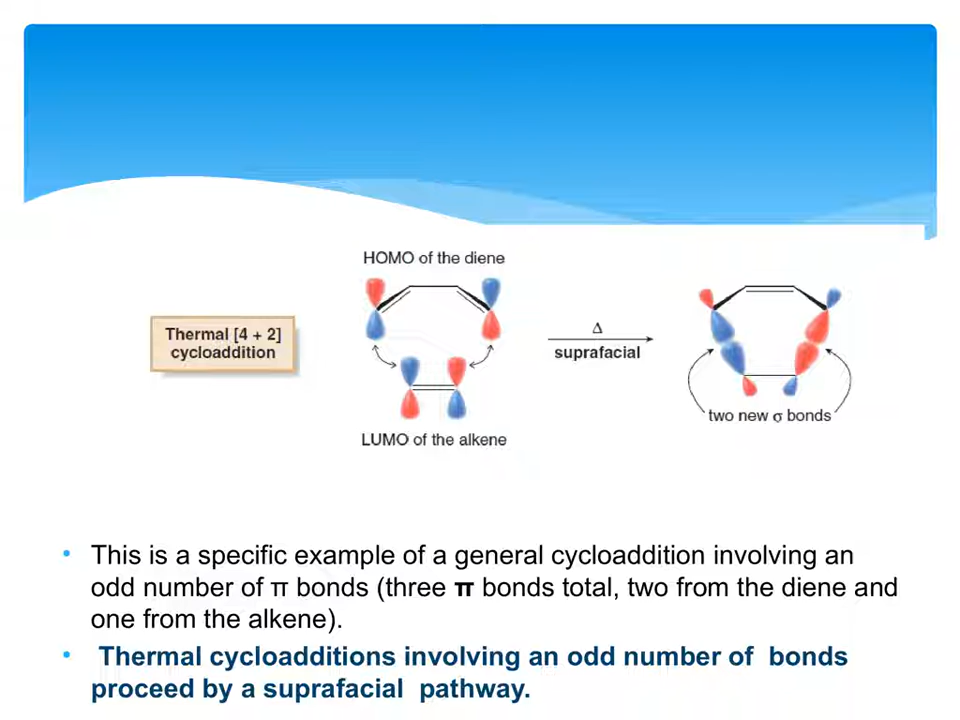 HOMO of the diene
Thermal [4 + 2]
cycloaddition
Δ
suprafacial
two new σ bonds
LUMO of the alkene
• This is a specific example of a general cycloaddition involving an
odd number of π bonds (three π bonds total, two from the diene and
one from the alkene).
• Thermal cycloadditions involving an odd number of bonds
proceed by a suprafacial pathway.